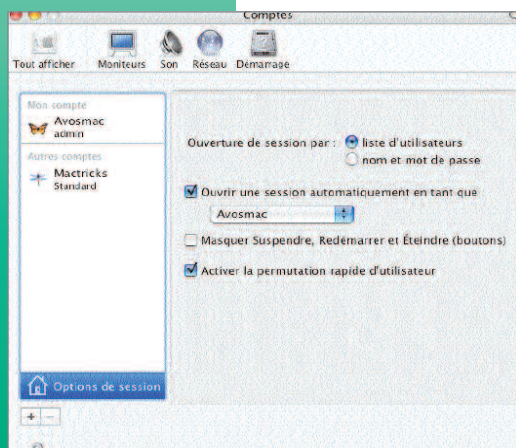 Comptes
Tout afficher Moniteurs Son Réseau Démarrage
Mon compte
Avosmac
admin
Autres comptes
Mactricks
Standard
Options de session
Ouverture de session par : liste d'utilisateurs
nom et mot de passe
Ouvrir une session automatiquement en tant que
Avosmac
Masquer Suspendre, Redémarrer et Éteindre (boutons)
Activer la permutation rapide d'utilisateur